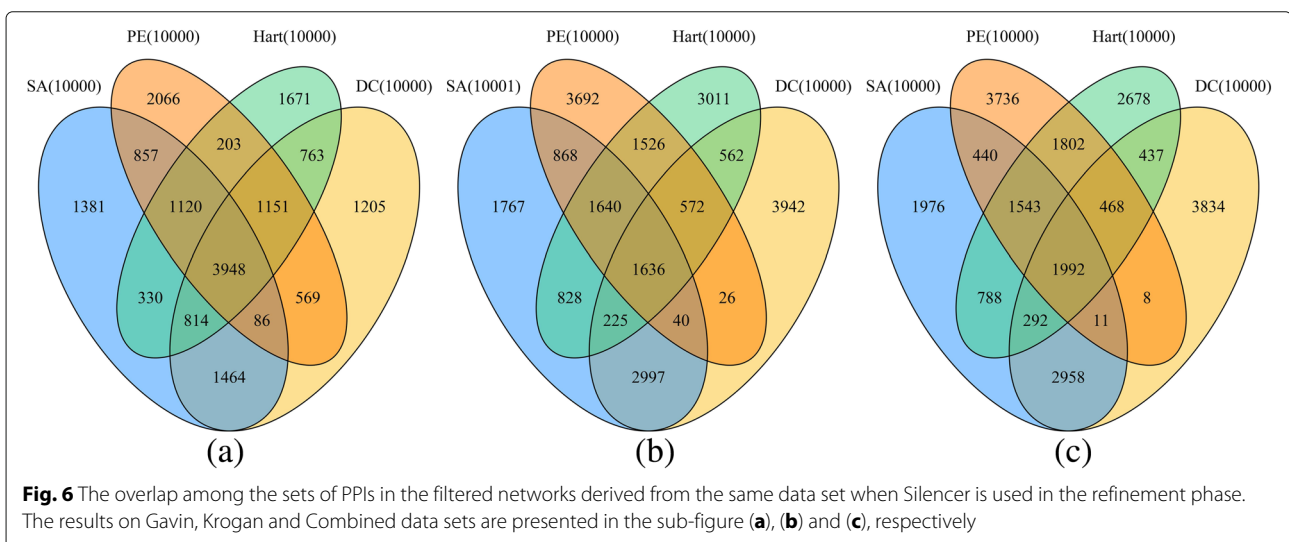 PE(10000) Hart(10000)
SA(10000) DC(10000)
2066 1671
857 203 763
1381 1120 1151 1205
3948
330 569
814 86
1464
(a)
PE(10000) Hart(10000)
SA(10001) DC(10000)
3692 3011
868 1526 562
1767 1640 572 3942
1636
828 26
225 40
2997
(b)
PE(10000) Hart(10000)
SA(10000) DC(10000)
3736 2678
440 1802 437
1976 1543 468 3834
1992
788 8
292 11
2958
(c)
Fig. 6 The overlap among the sets of PPIs in the filtered networks derived from the same data set when Silencer is used in the refinement phase.
The results on Gavin, Krogan and Combined data sets are presented in the sub-figure (a), (b) and (c), respectively